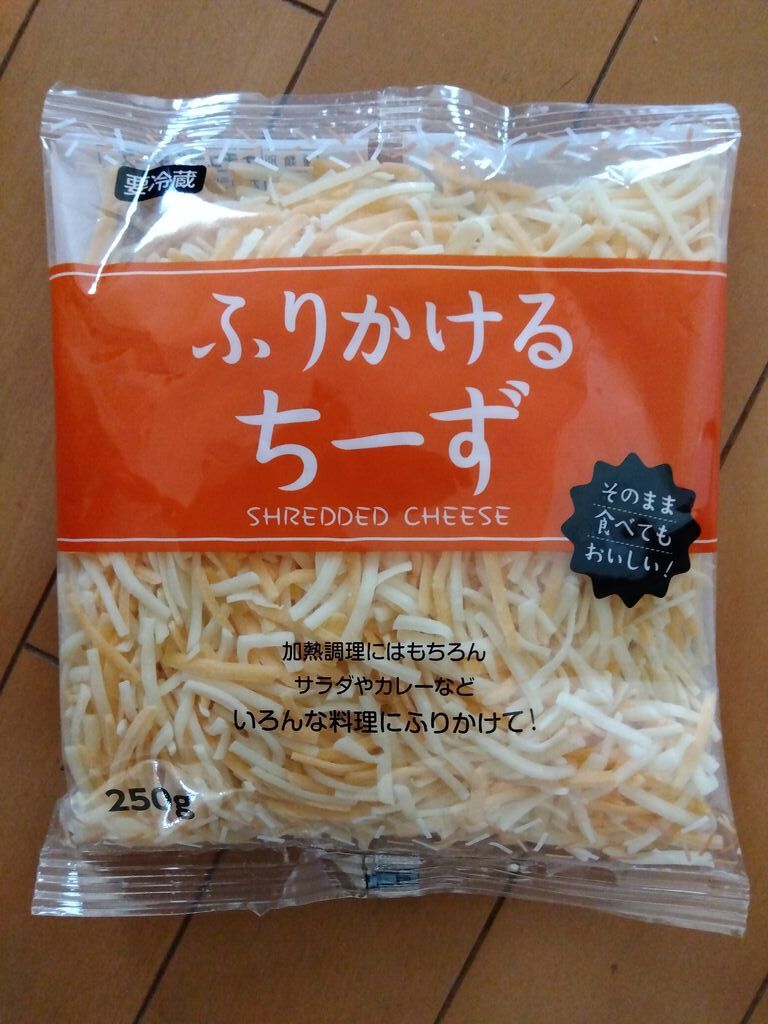 要冷蔵
ふりかける
ちーず
SHREDDED CHEESE
そのまま
食べても
おいしい!
加熱調理にはもちろん
サラダやカレーなど
いろんな料理にふりかけて!
250g